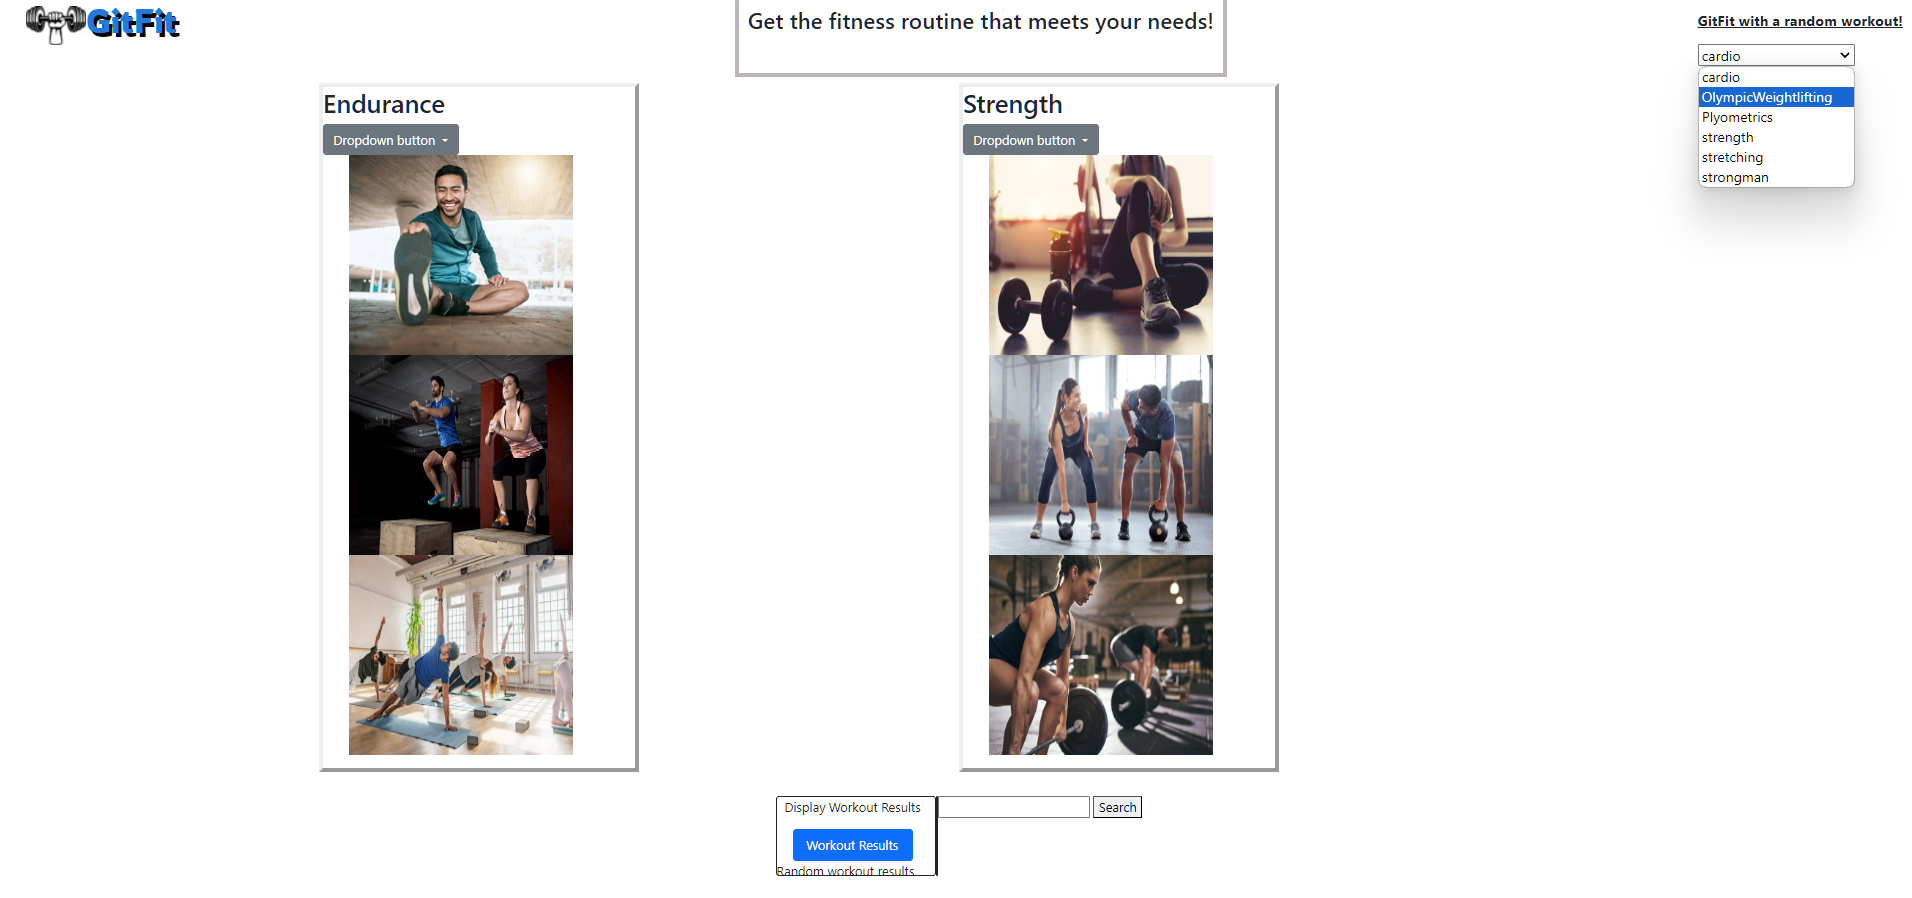 GitFit
Get the fitness routine that meets your needs!
GitFit with a random workout!
cardio
cardio
OlympicWeightlifting
Plyometrics
strength
stretching
strongman
Endurance
Dropdown button
Strength
Dropdown button
Display Workout Results
Search
Workout Results
Random workout results